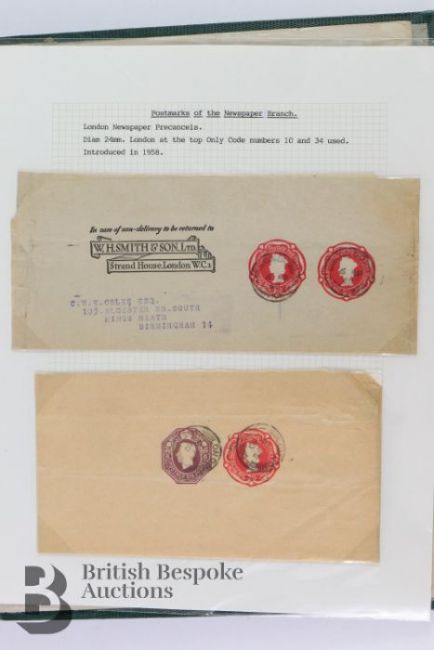 Postmarks of the Newspaper Branch.
London Newspaper Precancels.
Diam 24mm. London at the top Only Code numbers 10 and 34 used.
Introduced in 1958.
In case of non-delivery to be returned to
W.H.SMITH & SON, LTD.
Strand House, London W.C.2
BIRMINGHAM 14
B
British Bespoke
Auctions